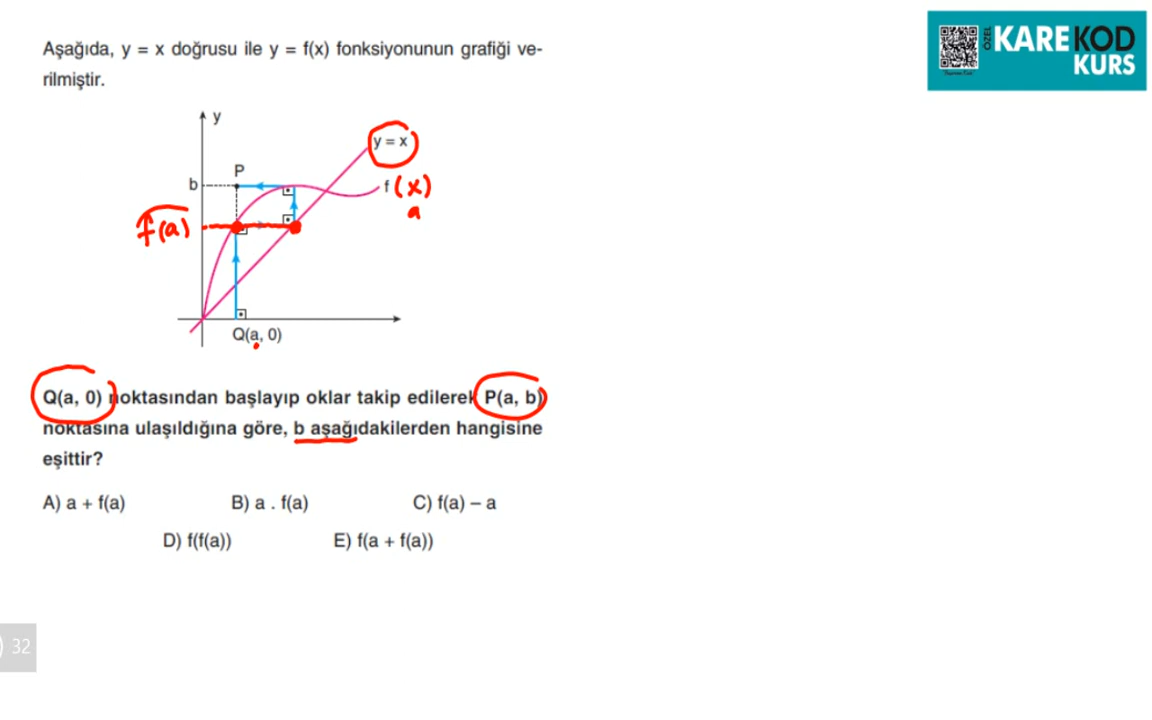 Aşağıda, y = x doğrusu ile y = f(x) fonksiyonunun grafiği ve-
rilmiştir.
ÖZEL
KAREKOD
KURS
y
y = x
P
b
f (x)
a
f(a)
Q(a, 0)
Q(a, 0) noktasından başlayıp oklar takip edilerek P(a, b)
noktasına ulaşıldığına göre, b aşağıdakilerden hangisine
eşittir?
A) a + f(a) B) a . f(a) C) f(a) – a
D) f(f(a)) E) f(a + f(a))
32